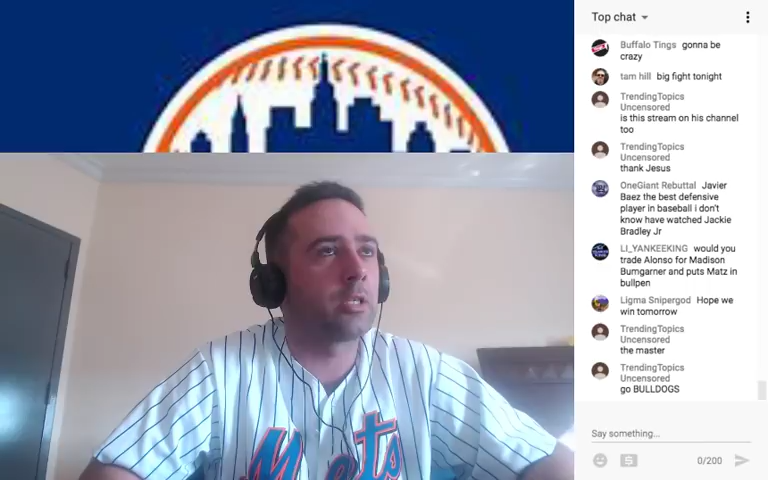 Top chat
Buffalo Tings gonna be
crazy
tam hill big fight tonight
TrendingTopics
Uncensored
is this stream on his channel
too
TrendingTopics
Uncensored
thank Jesus
OneGiant Rebuttal Javier
Baez the best defensive
player in baseball i don't
know have watched Jackie
Bradley Jr
LI_YANKEEKING would you
trade Alonso for Madison
Bumgarner and puts Matz in
bullpen
Ligma Snipergod Hope we
win tomorrow
TrendingTopics
Uncensored
the master
TrendingTopics
Uncensored
go BULLDOGS
Say something...
0/200
Mets